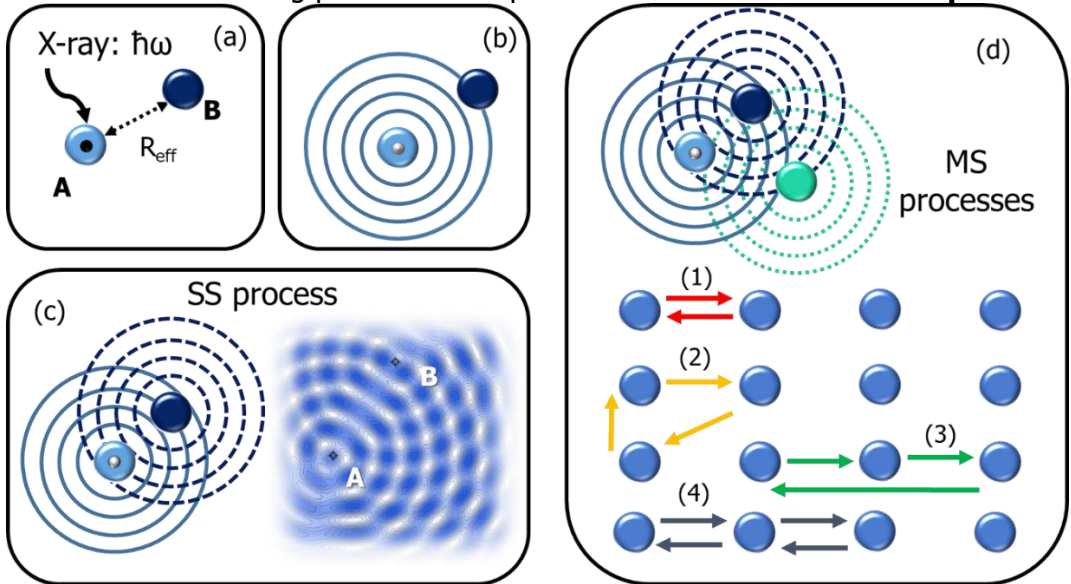 X-ray: ħω
(a)
B
R_eff
A
(b)
(c)
SS process
B
A
(d)
MS
processes
(1)
(2)
(3)
(4)